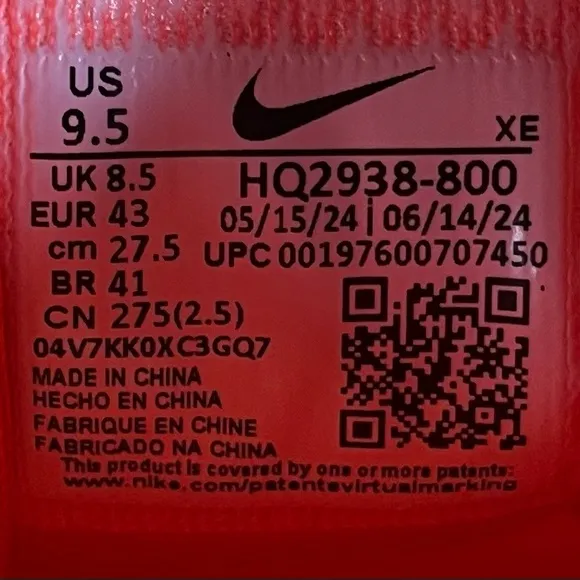 US
9.5
XE
UK 8.5
HQ2938-800
EUR 43
05/15/24 | 06/14/24
cm 27.5
UPC 00197600707450
BR 41
CN 275(2.5)
04V7KK0XC3GQ7
MADE IN CHINA
HECHO EN CHINA
FABRIQUE EN CHINE
FABRICADO NA CHINA
This product is covered by one or more patents:
www.nike.com/patentsvirtualmarking